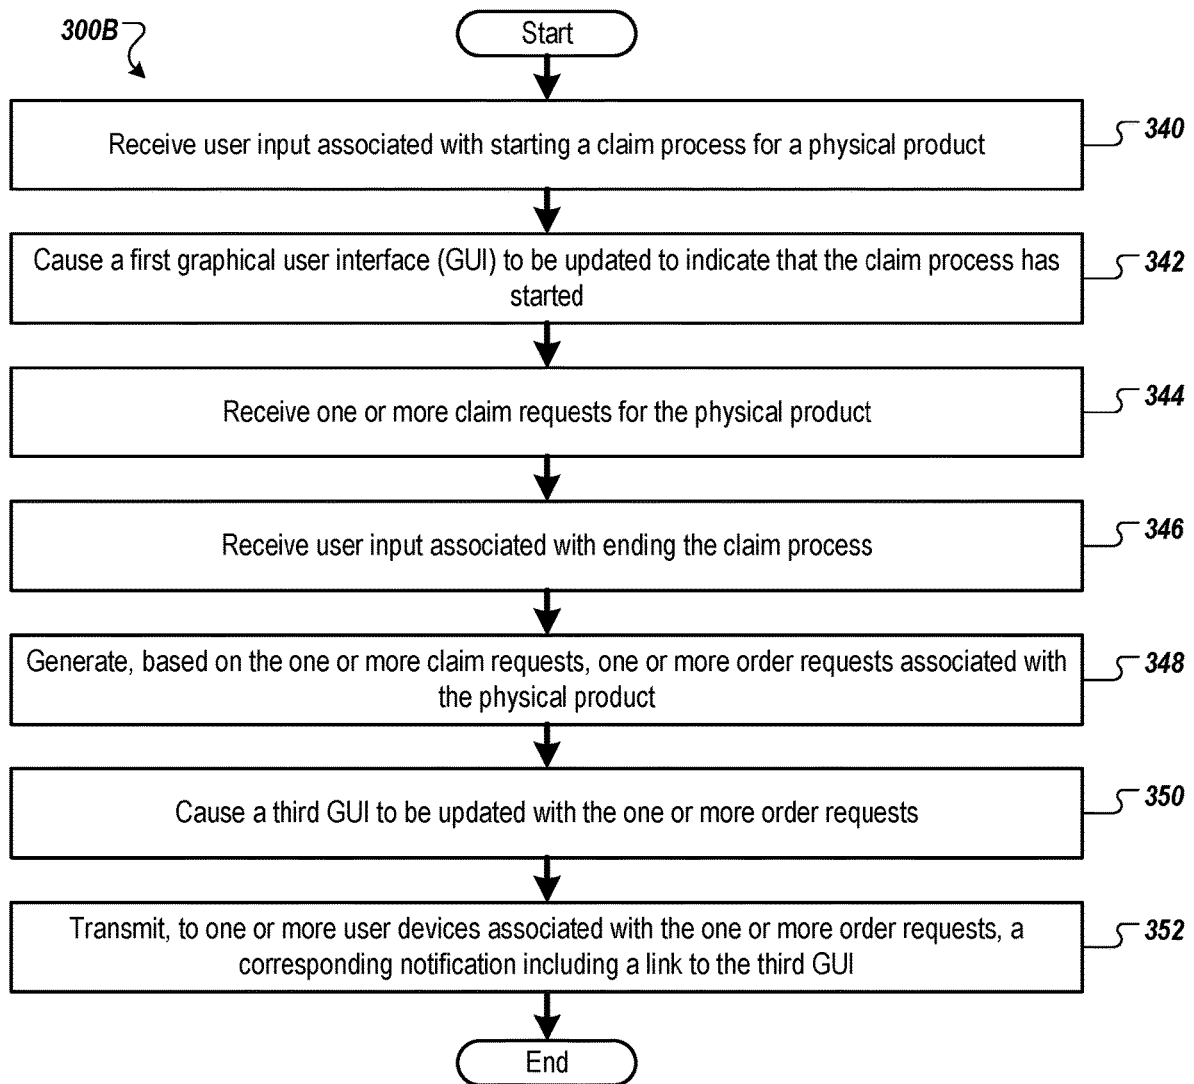 300B
Start
Receive user input associated with starting a claim process for a physical product
340
Cause a first graphical user interface (GUI) to be updated to indicate that the claim process has
started
342
Receive one or more claim requests for the physical product
344
Receive user input associated with ending the claim process
346
Generate, based on the one or more claim requests, one or more order requests associated with
the physical product
348
Cause a third GUI to be updated with the one or more order requests
350
Transmit, to one or more user devices associated with the one or more order requests, a
corresponding notification including a link to the third GUI
352
End